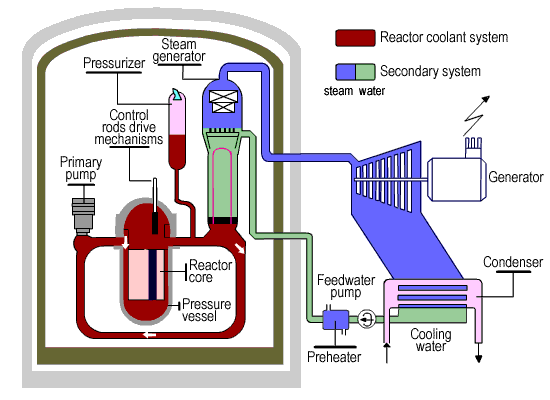 Steam
generator
Pressurizer
Control
rods drive
mechanisms
Primary
pump
Reactor
core
Pressure
vessel
Reactor coolant system
Secondary system
steam water
Generator
Condenser
Feedwater
pump
Preheater
Cooling
water